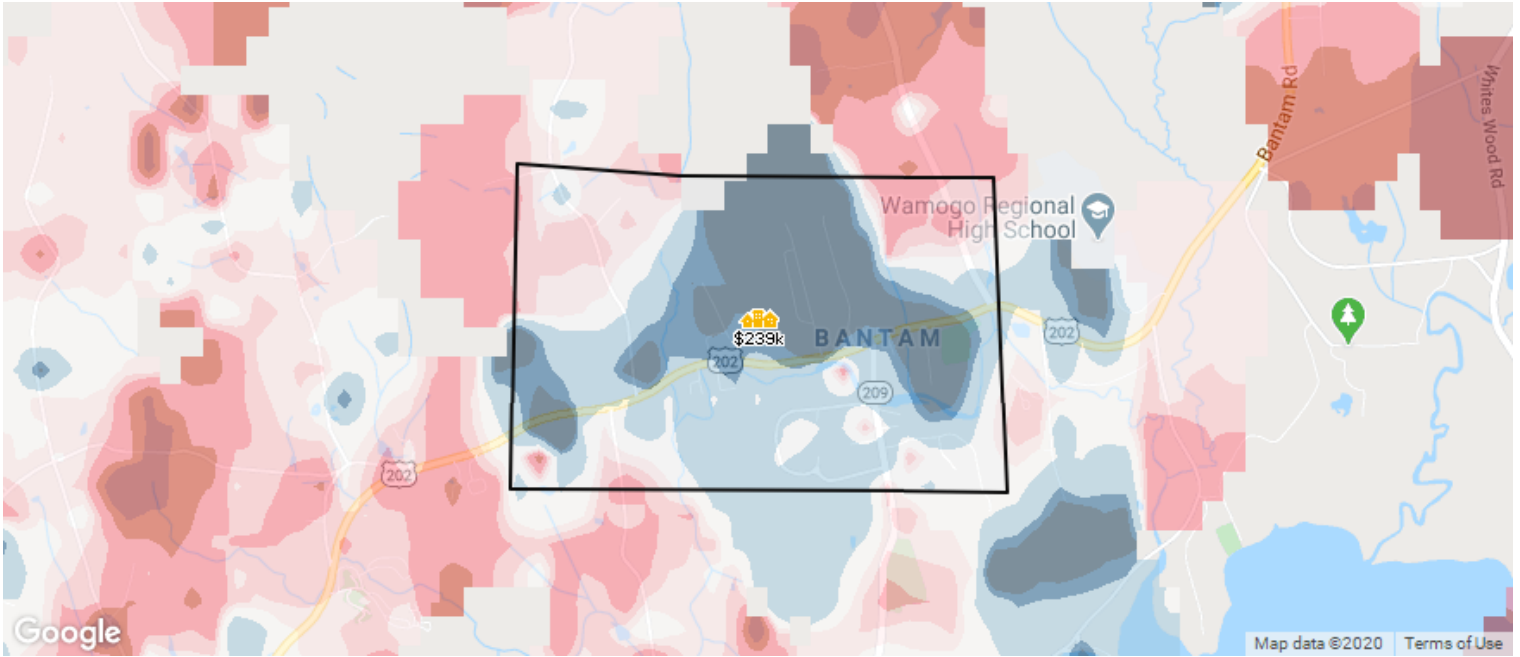 Bantam Rd
Whites Wood Rd
Wamogo Regional
High School
$239k
BANTAM
202
202
209
202
Google
Map data ©2020
Terms of Use